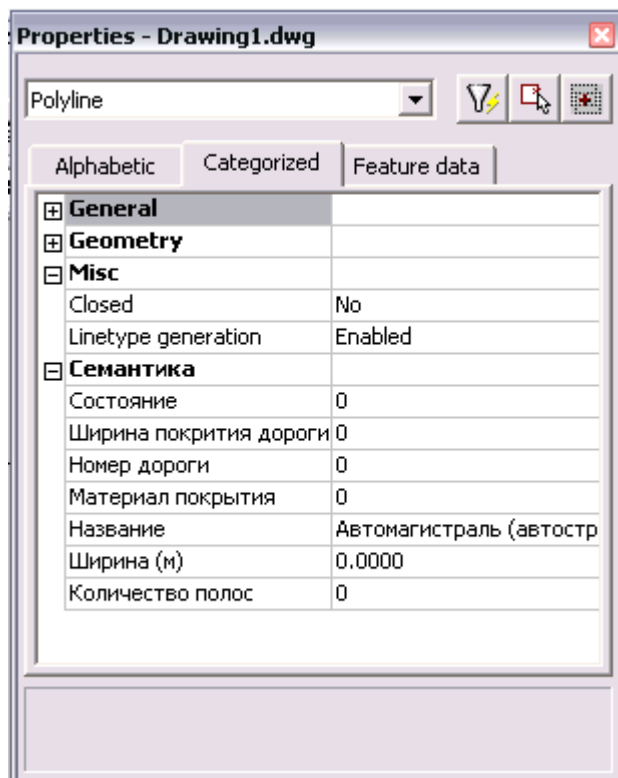 Properties - Drawing1.dwg
Polyline
Alphabetic Categorized Feature data
General
Geometry
Misc
Closed No
Linetype generation Enabled
Семантика
Состояние 0
Ширина покрития дороги 0
Номер дороги 0
Материал покрытия 0
Название Автомагистраль (автостр
Ширина (м) 0.0000
Количество полос 0